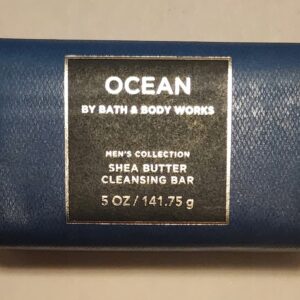 OCEAN
BY BATH & BODY WORKS
MEN'S COLLECTION
SHEA BUTTER
CLEANSING BAR
5 OZ / 141.75 g